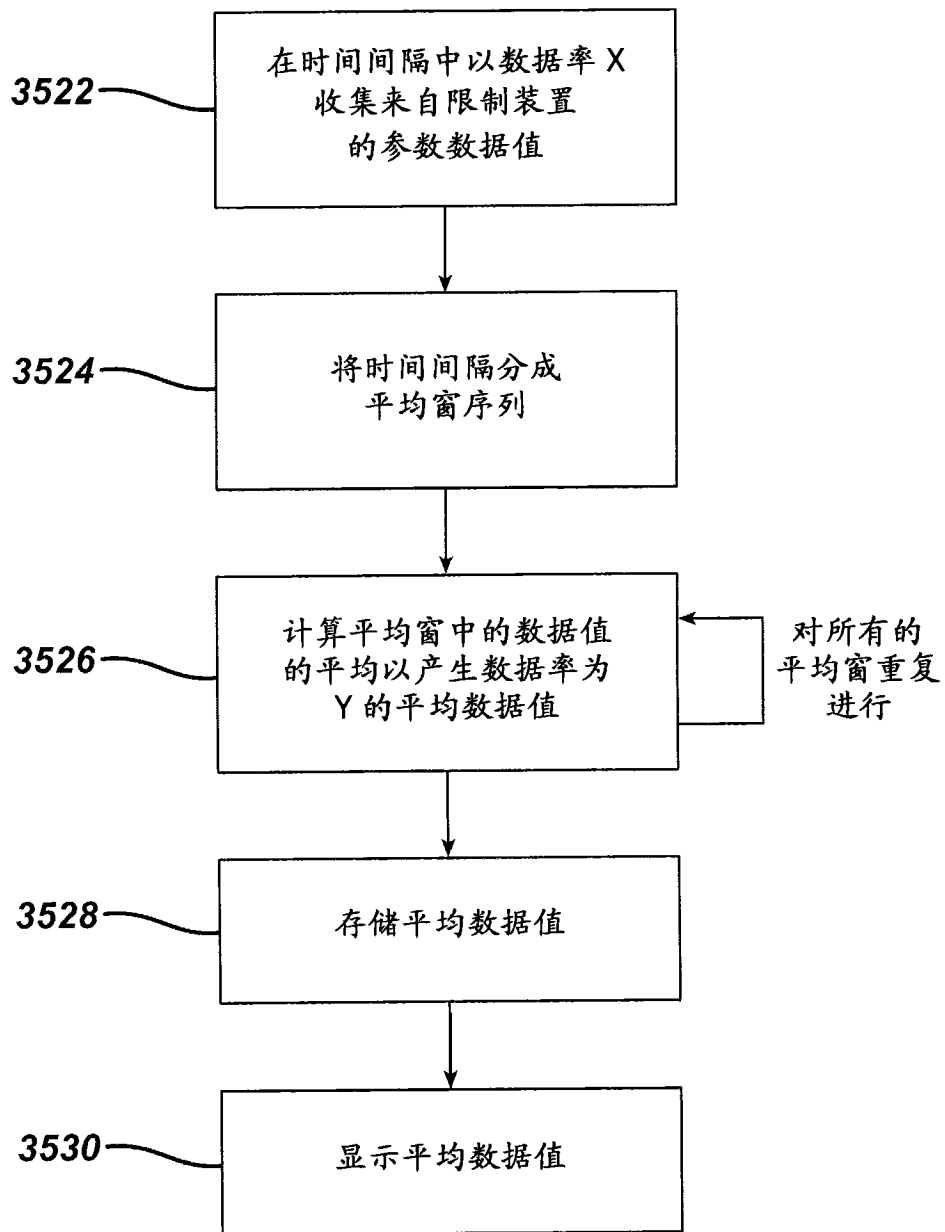 3522
在时间间隔中以数据率 X
收集来自限制装置
的参数数据值
3524
将时间间隔分成
平均窗序列
3526
计算平均窗中的数据值
的平均以产生数据率为
Y 的平均数据值
对所有的
平均窗重复
进行
3528
存储平均数据值
3530
显示平均数据值